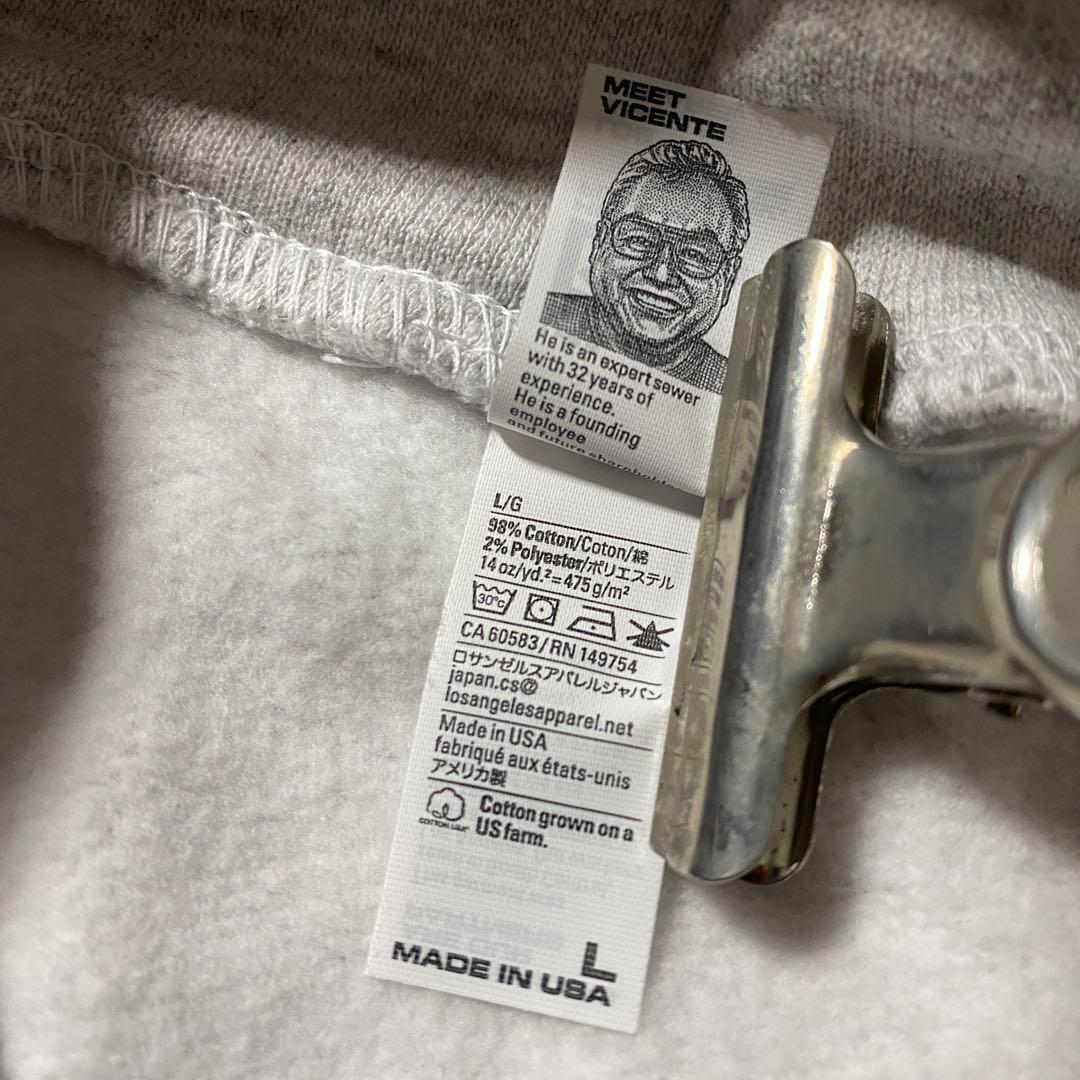 MEET
VICENTE
He is an expert sewer
with 32 years of
experience.
He is a founding
employee
and future
L/G
98% Cotton/Coton/綿
2% Polyester/ポリエステル
14 oz/yd.²=475 g/m²
30°C
CA 60583/RN 149754
ロサンゼルスアパレルジャパン
japan.cs@
losangelesapparel.net
Made in USA
fabriqué aux états-unis
アメリカ製
COTTON USA
Cotton grown on a
US farm.
L
MADE IN USA